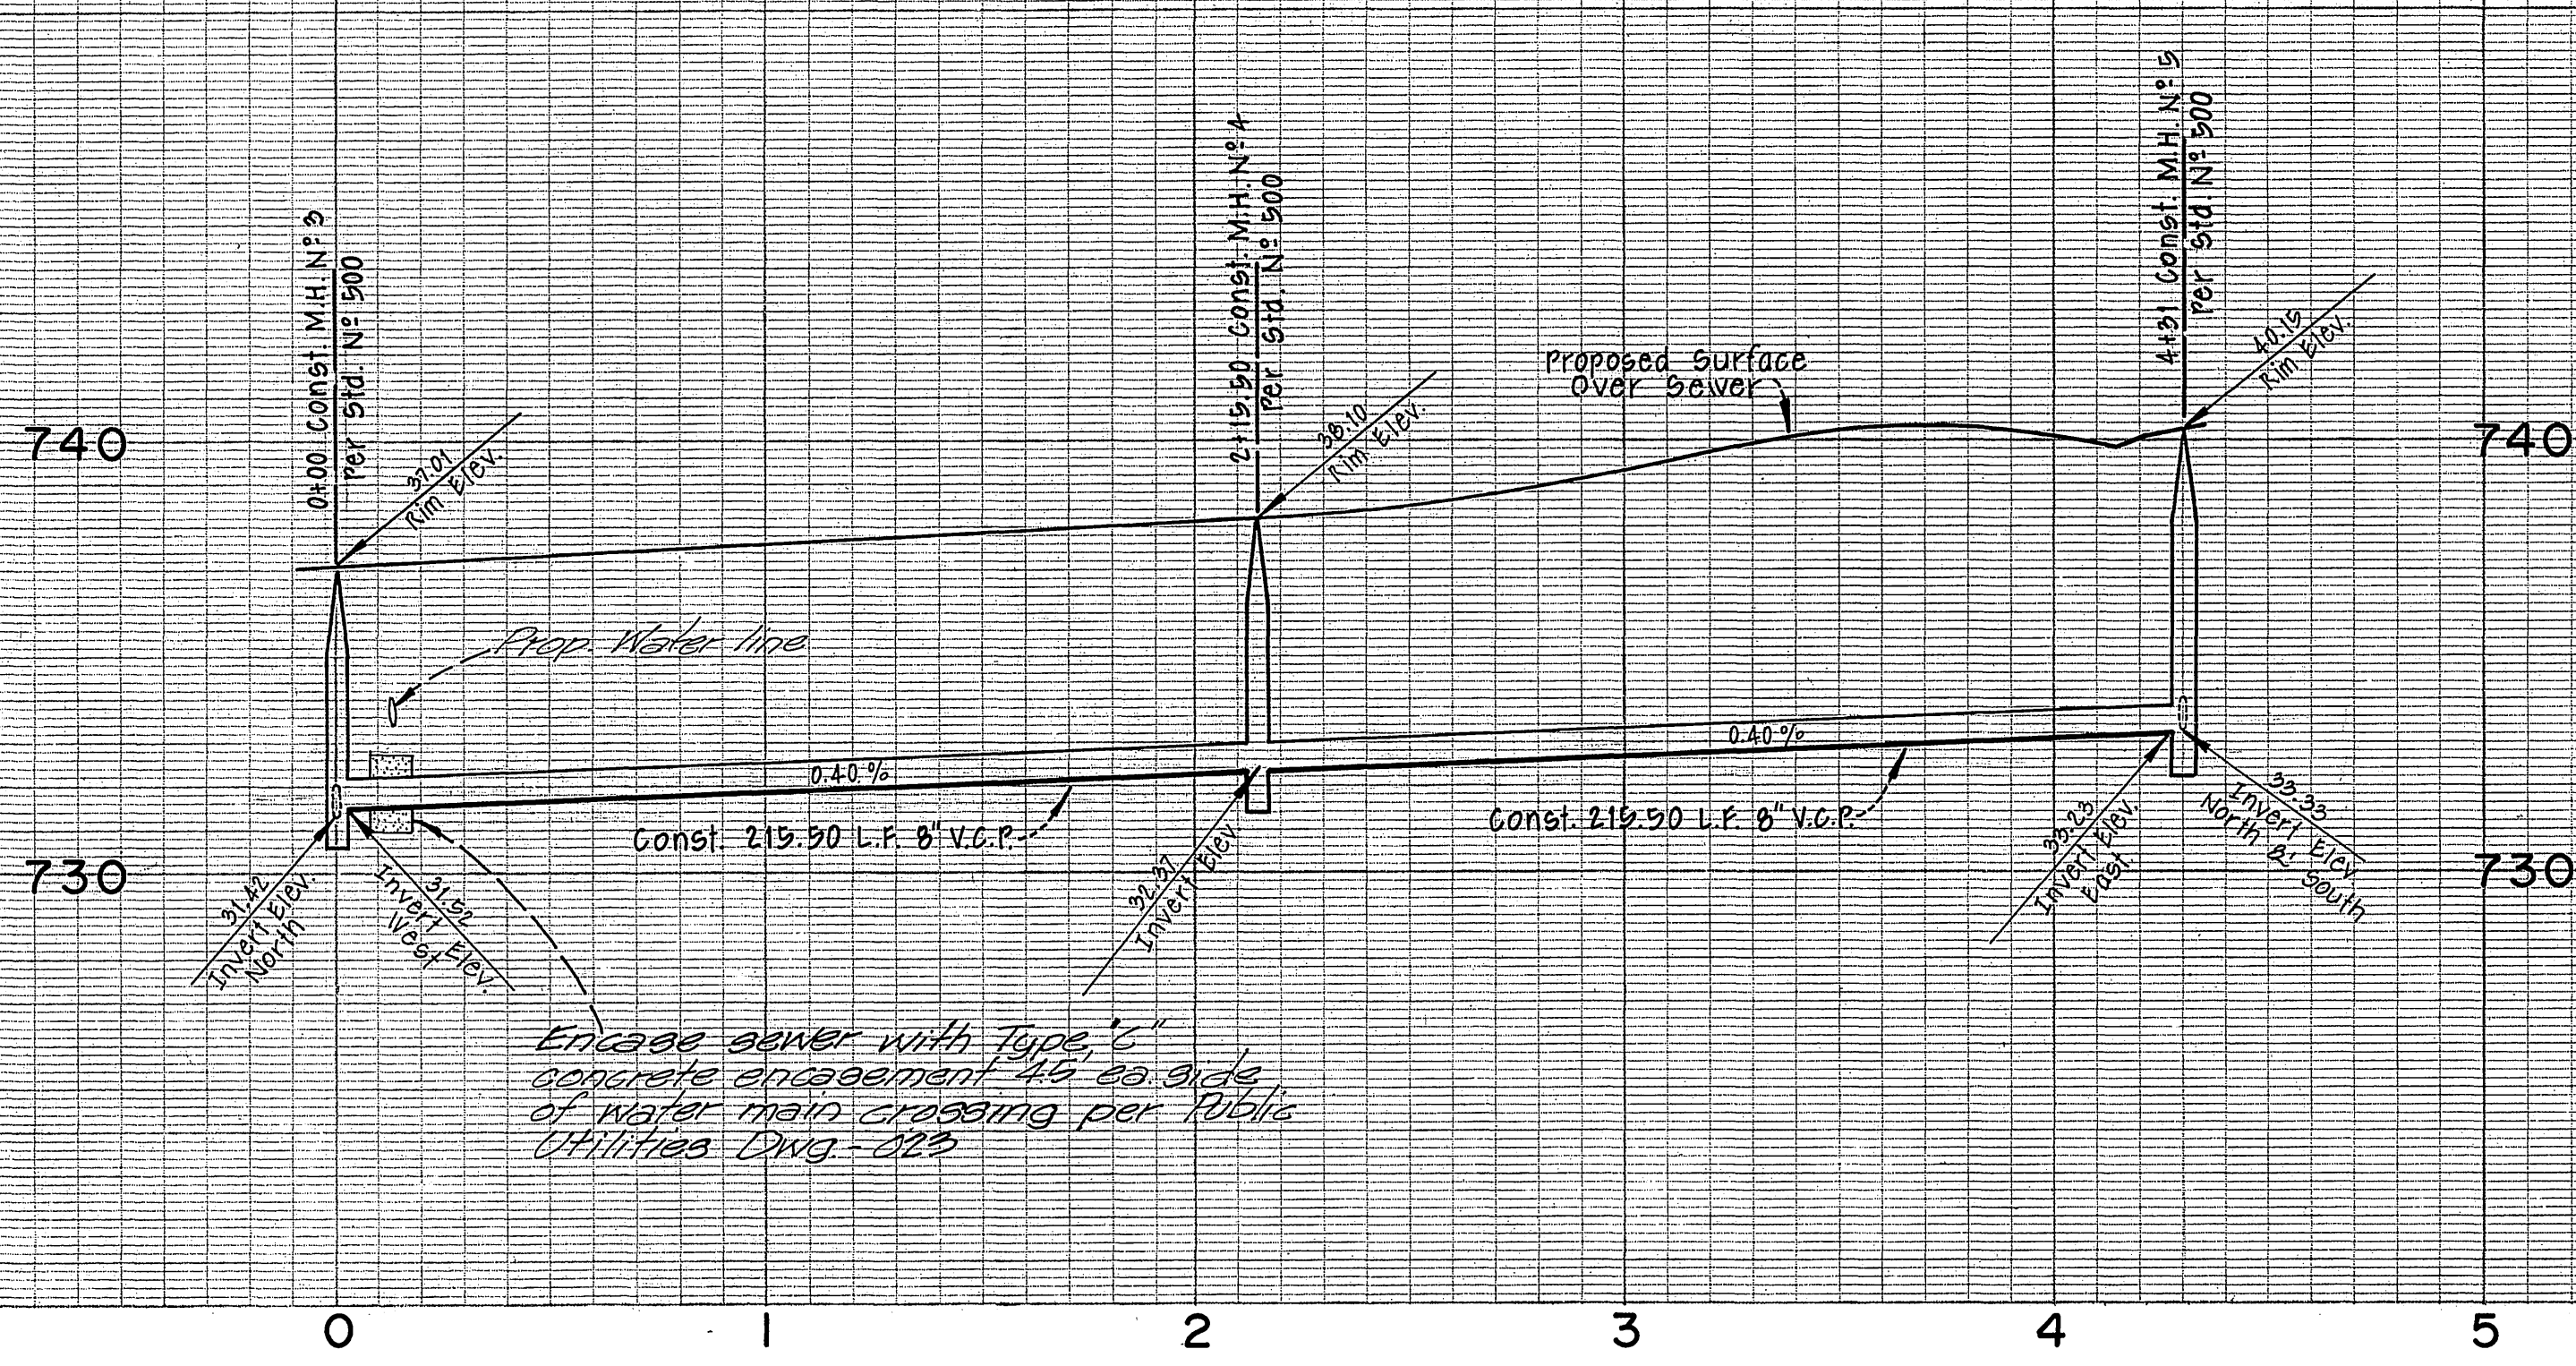 0+00 Const. M.H. Nº 3
Per Std. Nº 500
2+15.50 Const. M.H. Nº 4
Per Std. Nº 500
4+31 Const. M.H. Nº 5
Per Std. Nº 500
37.01
Rim Elev.
38.10
Rim Elev.
40.15
Rim Elev.
Proposed Surface
Over Sewer
740
740
Prop. Water line
0.40 %
0.40 %
Const. 215.50 L.F. 8" V.C.P.
Const. 215.50 L.F. 8" V.C.P.
730
730
31.42
Invert Elev.
North
31.52
Invert Elev.
West
32.37
Invert Elev.
33.23
Invert Elev.
East
33.33
Invert Elev.
North & South
Encase sewer with Type "C"
concrete encasement 4.5' ea. side
of water main crossing per Public
Utilities Dwg.-023
0
1
2
3
4
5